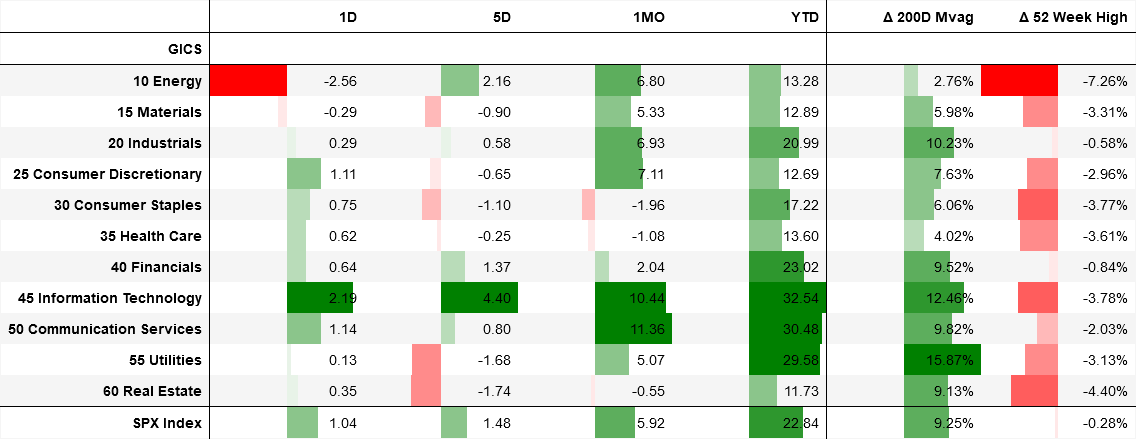 1D 5D 1MO YTD Δ 200D Mvag Δ 52 Week High
GICS
10 Energy -2.56 2.16 6.80 13.28 2.76% -7.26%
15 Materials -0.29 -0.90 5.33 12.89 5.98% -3.31%
20 Industrials 0.29 0.58 6.93 20.99 10.23% -0.58%
25 Consumer Discretionary 1.11 -0.65 7.11 12.69 7.63% -2.96%
30 Consumer Staples 0.75 -1.10 -1.96 17.22 6.06% -3.77%
35 Health Care 0.62 -0.25 -1.08 13.60 4.02% -3.61%
40 Financials 0.64 1.37 2.04 23.02 9.52% -0.84%
45 Information Technology 2.19 4.40 10.44 32.54 12.46% -3.78%
50 Communication Services 1.14 0.80 11.36 30.48 9.82% -2.03%
55 Utilities 0.13 -1.68 5.07 29.58 15.87% -3.13%
60 Real Estate 0.35 -1.74 -0.55 11.73 9.13% -4.40%
SPX Index 1.04 1.48 5.92 22.84 9.25% -0.28%